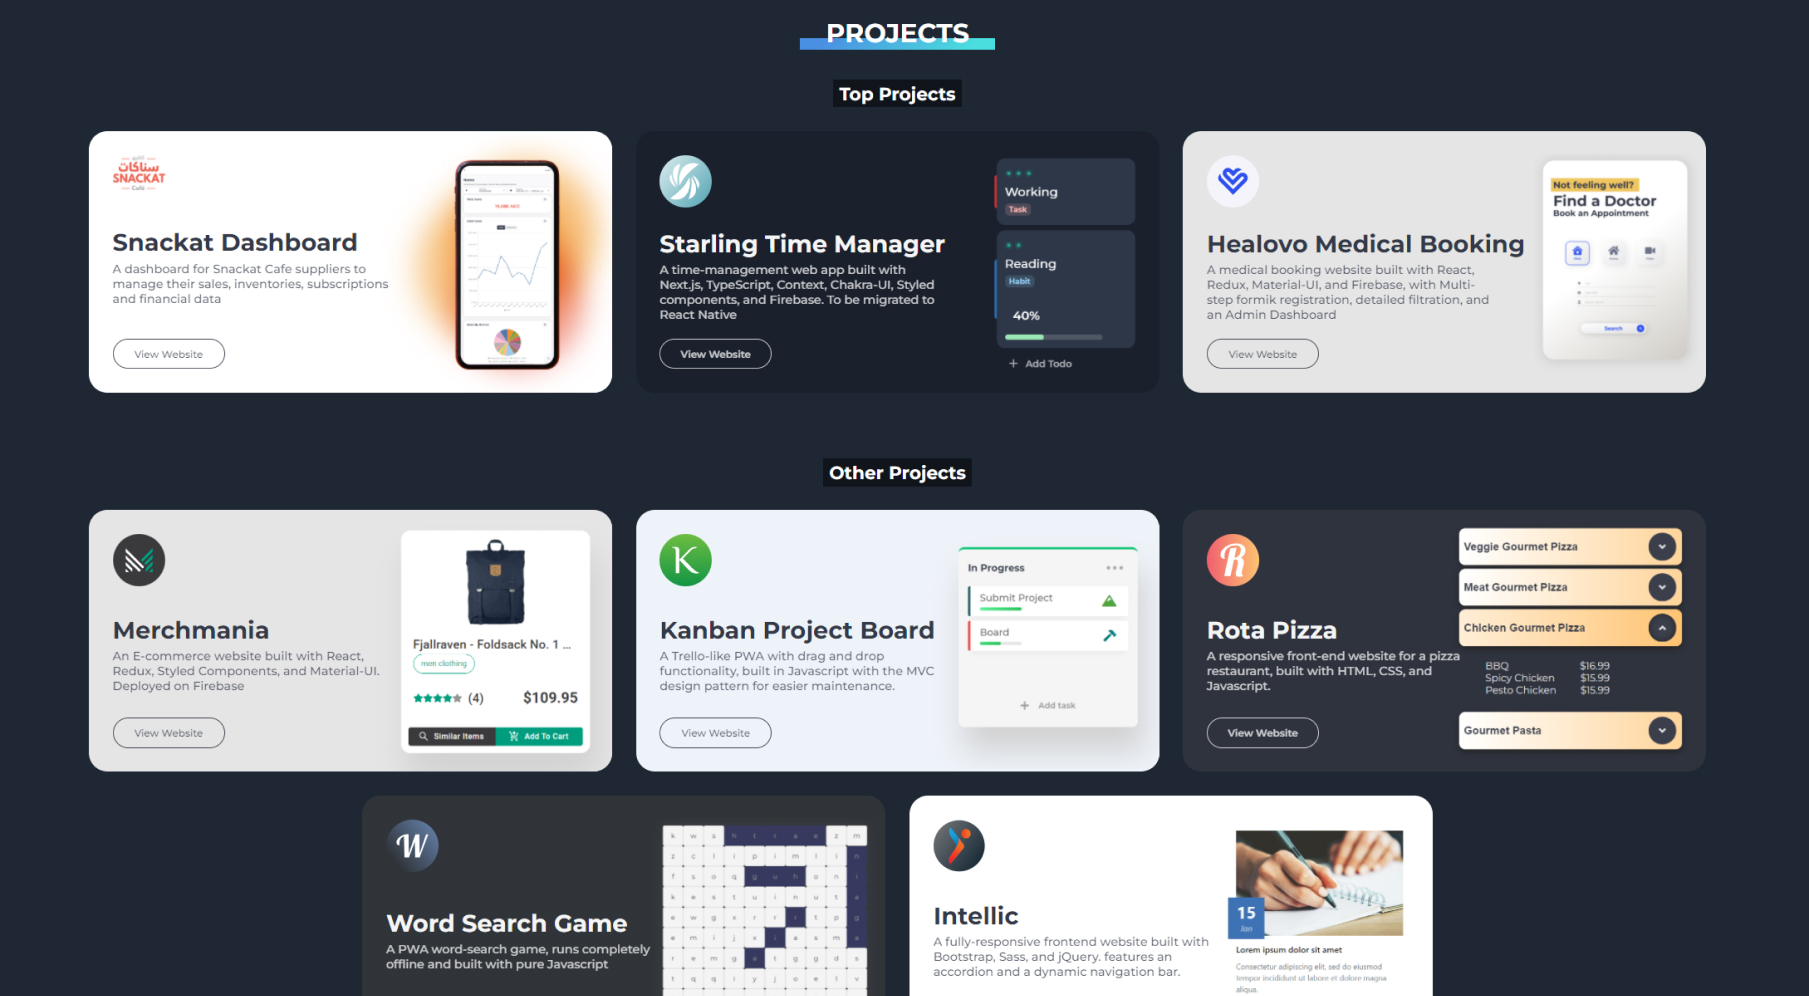 PROJECTS
Top Projects
سناكات
SNACKAT
Café
Snackat Dashboard
A dashboard for Snackat Cafe suppliers to
manage their sales, inventories, subscriptions
and financial data
View Website
Starling Time Manager
A time-management web app built with
Next.js, TypeScript, Context, Chakra-UI, Styled
components, and Firebase. To be migrated to
React Native
View Website
Working
Task
Reading
Habit
40%
+ Add Todo
Healovo Medical Booking
A medical booking website built with React,
Redux, Material-UI, and Firebase, with Multi-
step formik registration, detailed filtration, and
an Admin Dashboard
View Website
Not feeling well?
Find a Doctor
Book an Appointment
Search
Other Projects
Merchmania
An E-commerce website built with React,
Redux, Styled Components, and Material-UI.
Deployed on Firebase
View Website
Fjallraven - Foldsack No. 1 ...
men clothing
(4) $109.95
Similar Items Add To Cart
K
Kanban Project Board
A Trello-like PWA with drag and drop
functionality, built in Javascript with the MVC
design pattern for easier maintenance.
View Website
In Progress
Submit Project
Board
+ Add task
R
Rota Pizza
A responsive front-end website for a pizza
restaurant, built with HTML, CSS, and
Javascript.
View Website
Veggie Gourmet Pizza
Meat Gourmet Pizza
Chicken Gourmet Pizza
BBQ $16.99
Spicy Chicken $15.99
Pesto Chicken $15.99
Gourmet Pasta
W
Word Search Game
A PWA word-search game, runs completely
offline and built with pure Javascript
Intellic
A fully-responsive frontend website built with
Bootstrap, Sass, and jQuery. features an
accordion and a dynamic navigation bar.
15
Jan
Lorem ipsum dolor sit amet
Consectetur adipiscing elit, sed do eiusmod
tempor incididunt ut labore et dolore magna
aliqua.